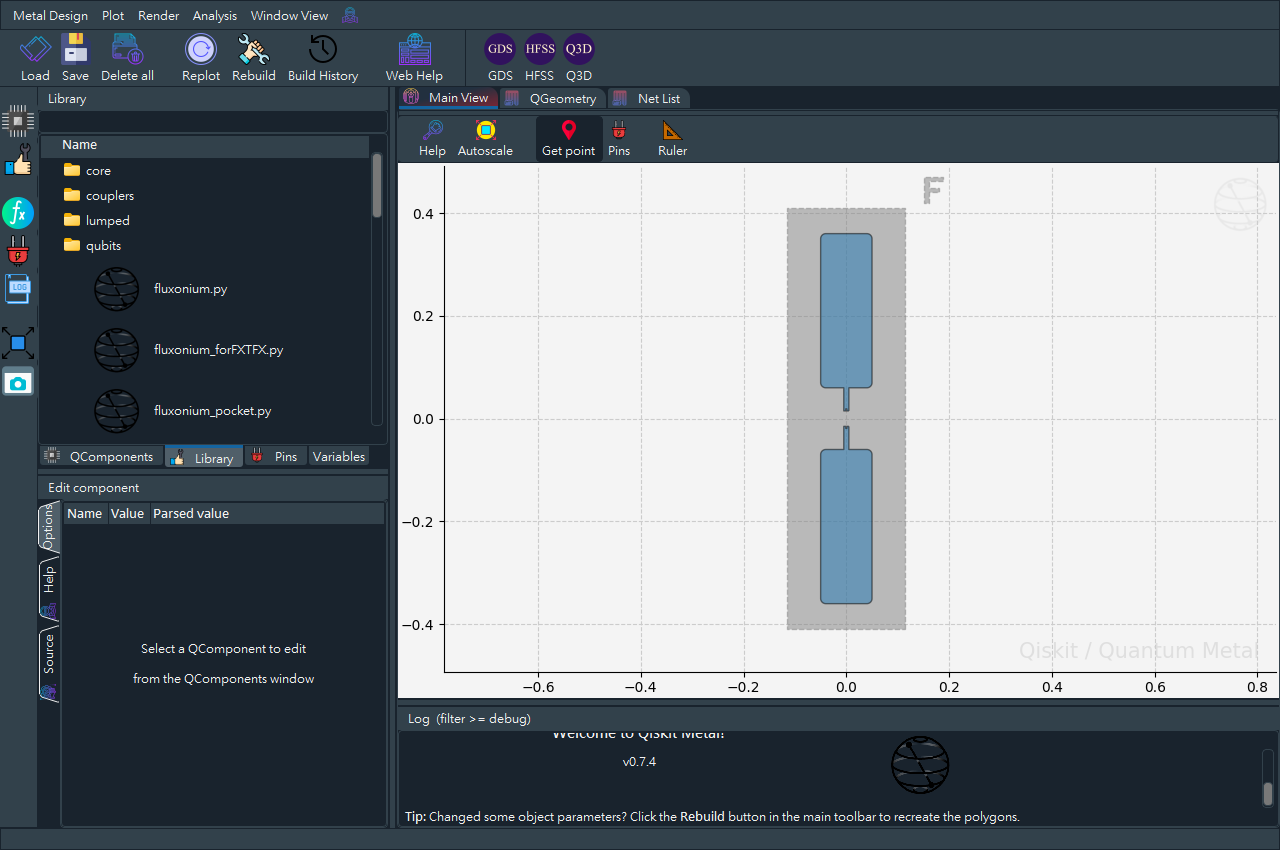 Metal Design Plot Render Analysis Window View
Load Save Delete all Replot Rebuild Build History Web Help GDS GDS HFSS HFSS Q3D Q3D
Library
Name
core
couplers
lumped
qubits
fluxonium.py
fluxonium_forFXTFX.py
fluxonium_pocket.py
QComponents Library Pins Variables
fx
LOG
Edit component
Options
Help
Source
Name Value Parsed value
Select a QComponent to edit
from the QComponents window
Main View QGeometry Net List
Help Autoscale Get point Pins Ruler
F
0.4
0.2
0.0
−0.2
−0.4
Qiskit / Quantum Metal
−0.6 −0.4 −0.2 0.0 0.2 0.4 0.6 0.8
Log (filter >= debug)
Welcome to Qiskit Metal!
v0.7.4
Tip: Changed some object parameters? Click the Rebuild button in the main toolbar to recreate the polygons.